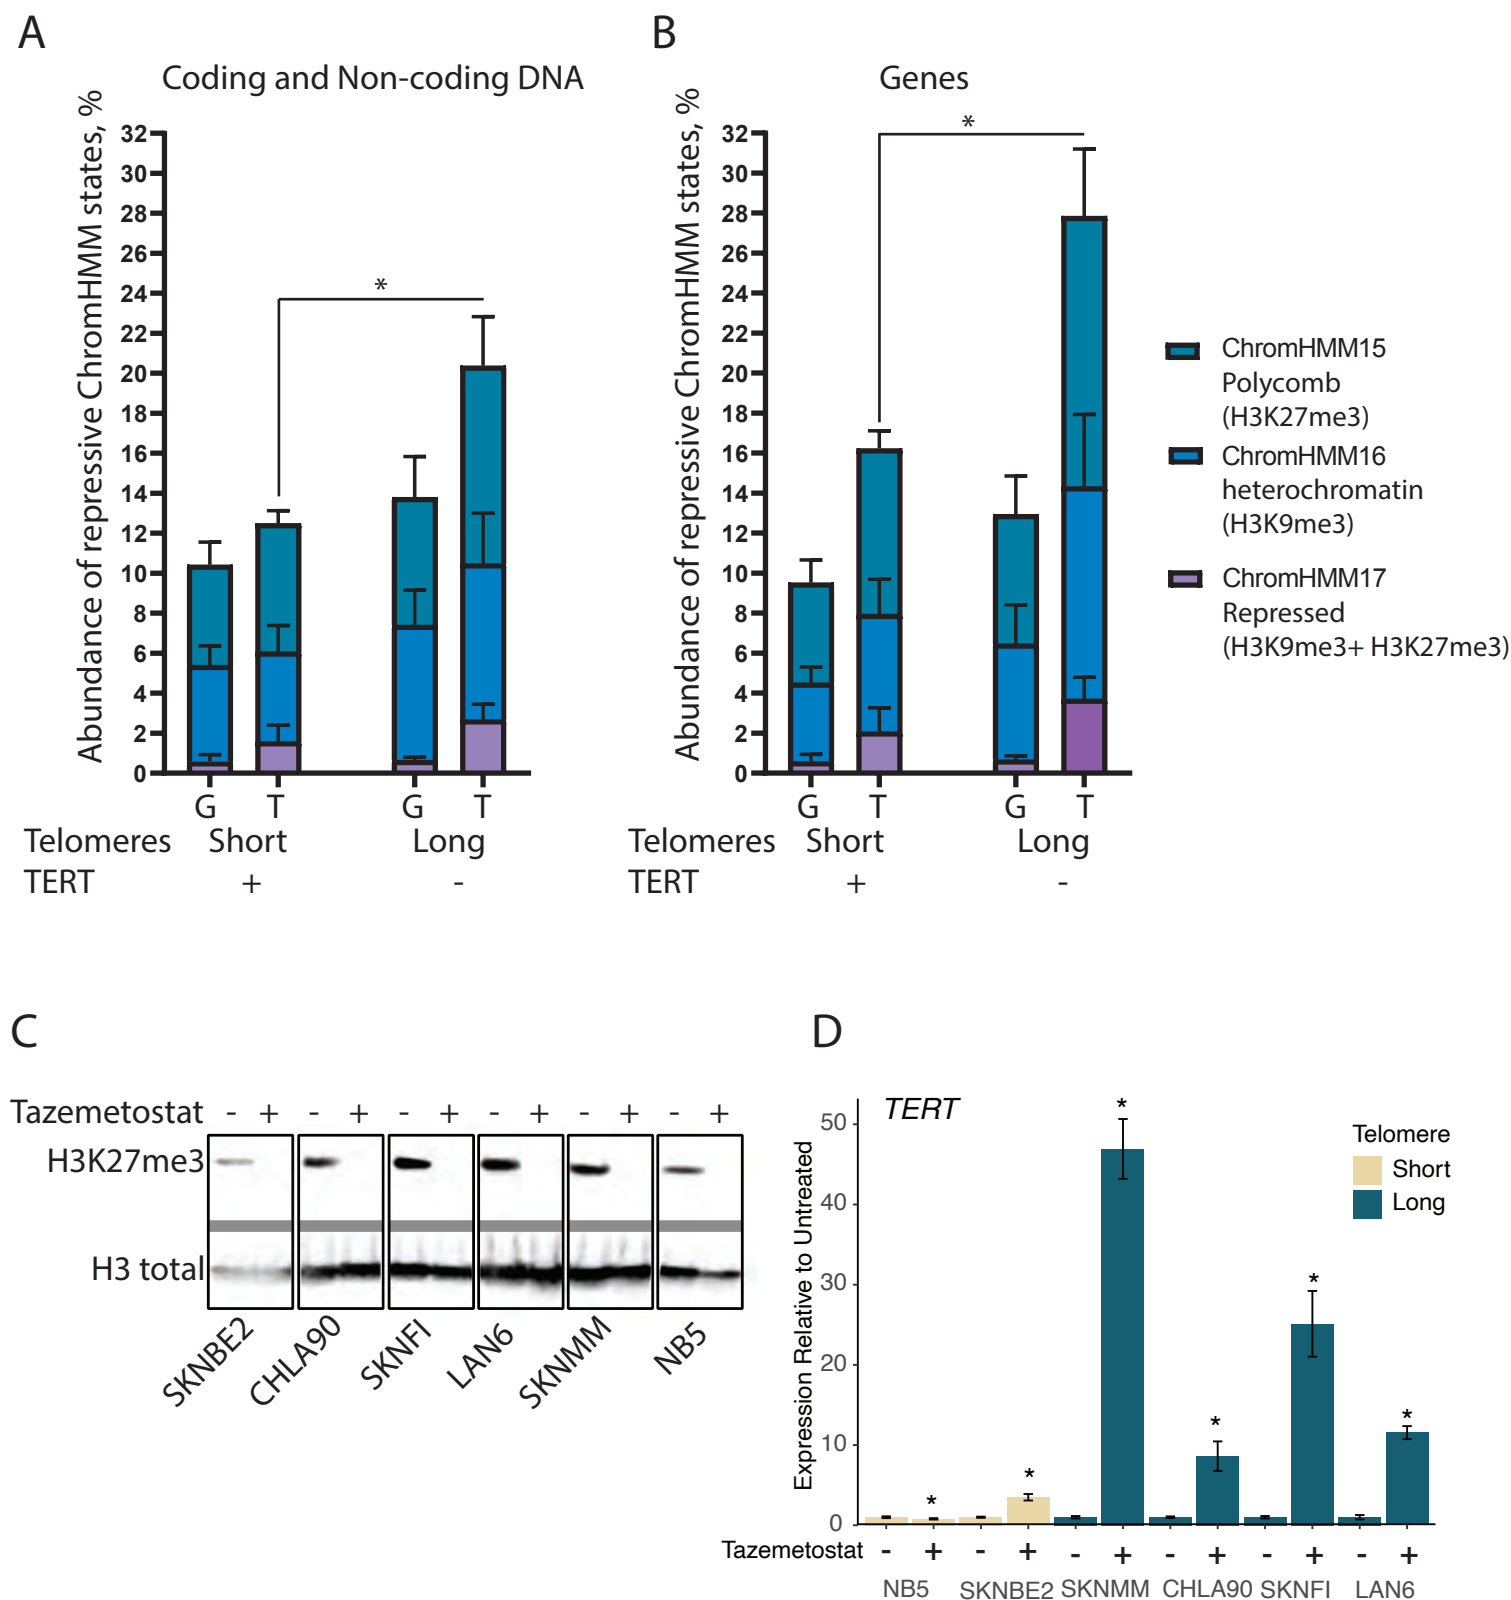 A
B
Coding and Non-coding DNA
Genes
Abundance of repressive ChromHMM states, %
32
30
28
26
24
22
20
18
16
14
12
10
8
6
4
2
0
*
G T G T
Telomeres Short Long
TERT + -
Abundance of repressive ChromHMM states, %
32
30
28
26
24
22
20
18
16
14
12
10
8
6
4
2
0
*
G T G T
Telomeres Short Long
TERT + -
ChromHMM15
Polycomb
(H3K27me3)
ChromHMM16
heterochromatin
(H3K9me3)
ChromHMM17
Repressed
(H3K9me3+ H3K27me3)
C
Tazemetostat - + - + - + - + - + - +
H3K27me3
H3 total
SKNBE2 CHLA90 SKNFI LAN6 SKNMM NB5
D
TERT
Expression Relative to Untreated
50
40
30
20
10
0
* * * * * *
Telomere
Short
Long
Tazemetostat - + - + - + - + - + - +
NB5 SKNBE2 SKNMM CHLA90 SKNFI LAN6